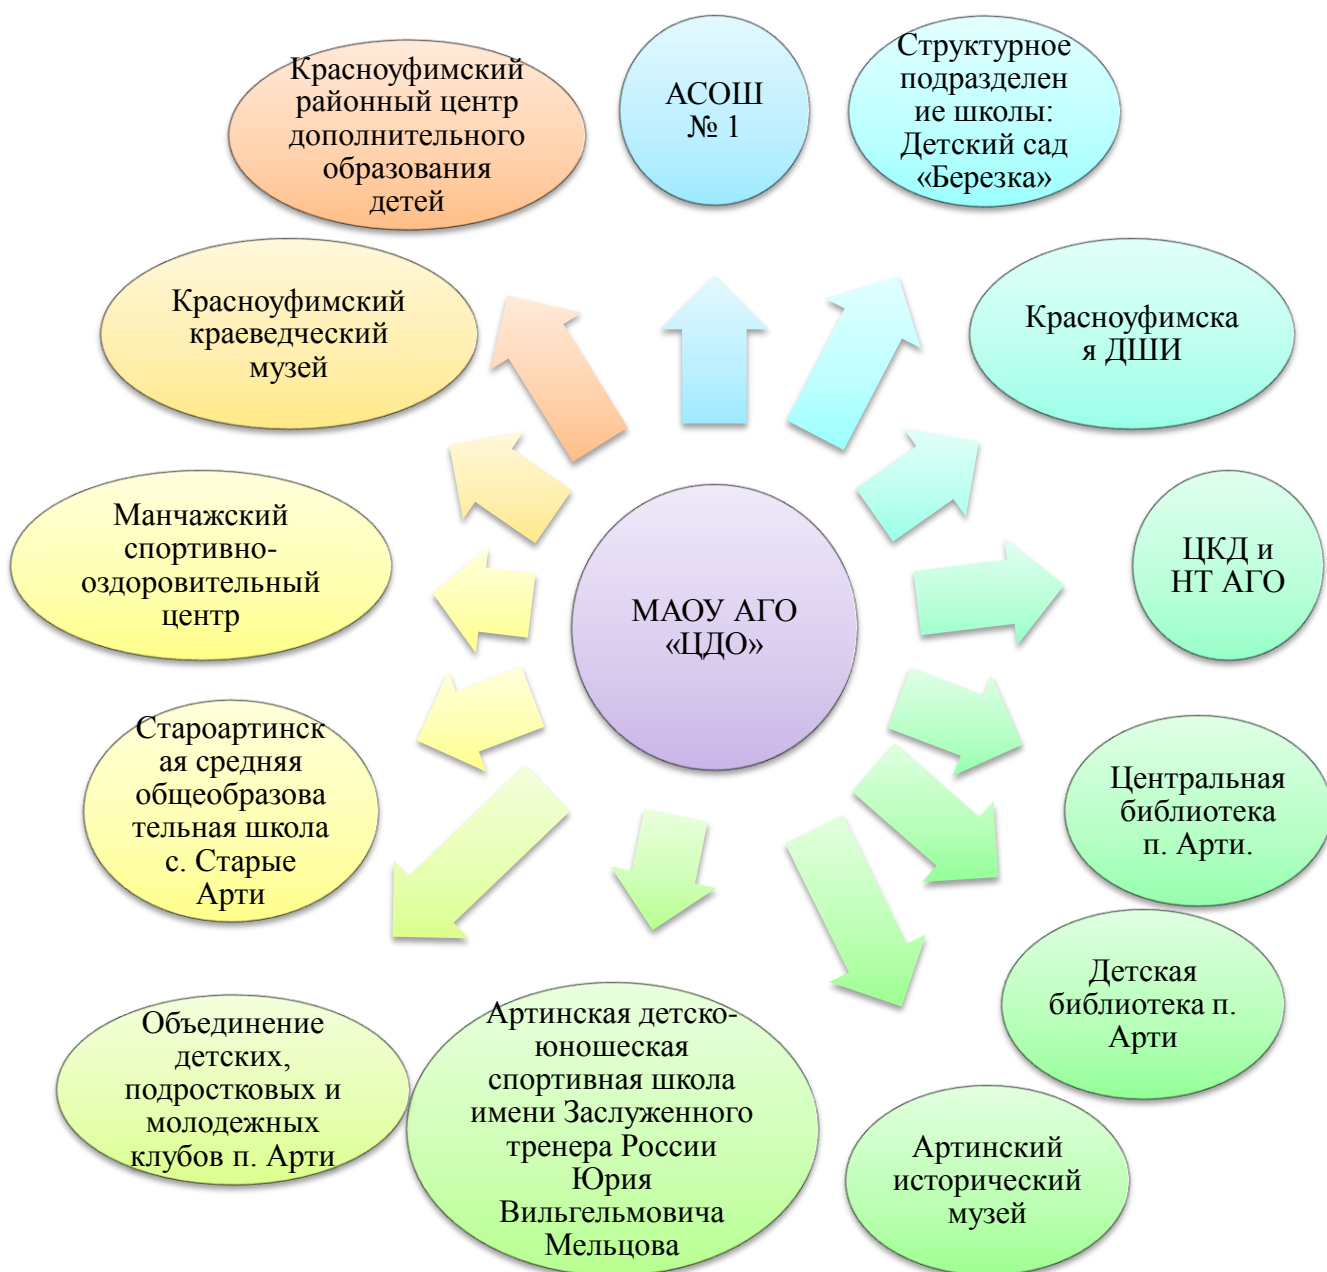 Красноуфимский
районный центр
дополнительного
образования
детей
АСОШ
№ 1
Структурное
подразделен
ие школы:
Детский сад
«Березка»
Красноуфимский
краеведческий
музей
Красноуфимска
я ДШИ
Манчажский
спортивно-
оздоровительный
центр
МАОУ АГО
«ЦДО»
ЦКД и
НТ АГО
Староартинск
ая средняя
общеобразова
тельная школа
с. Старые
Арти
Центральная
библиотека
п. Арти.
Детская
библиотека п.
Арти
Объединение
детских,
подростковых и
молодежных
клубов п. Арти
Артинская детско-
юношеская
спортивная школа
имени Заслуженного
тренера России
Юрия
Вильгельмовича
Мельцова
Артинский
исторический
музей